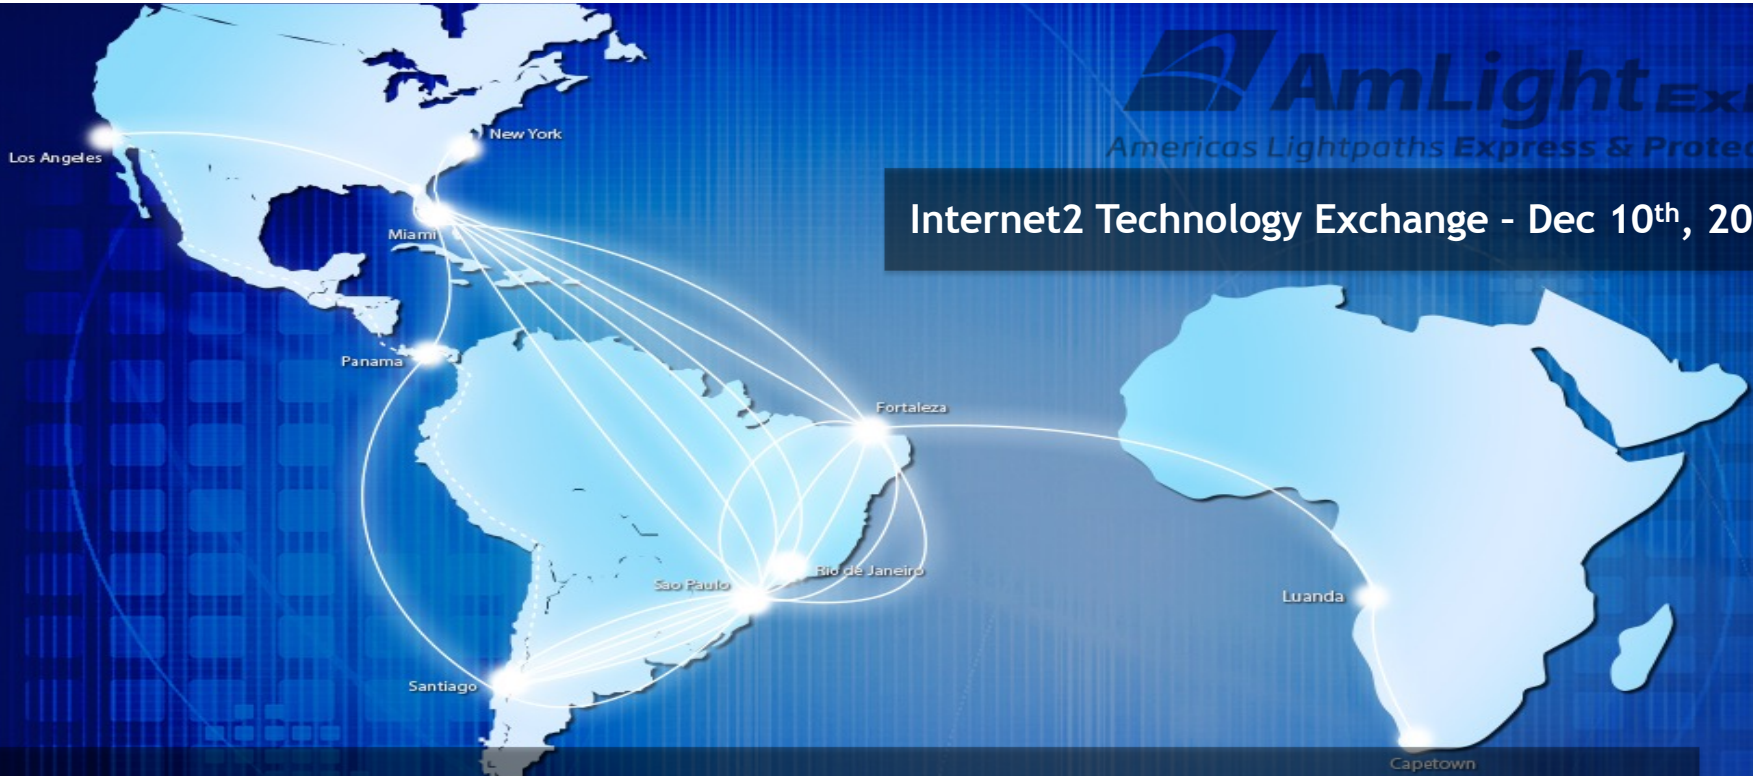 AmLight Ex
Americas Lightpaths Express & Protec
Internet2 Technology Exchange - Dec 10th, 20
New York
Los Angeles
Miami
Panama
Fortaleza
Rio de Janeiro
Sao Paulo
Luanda
Santiago
Capetown